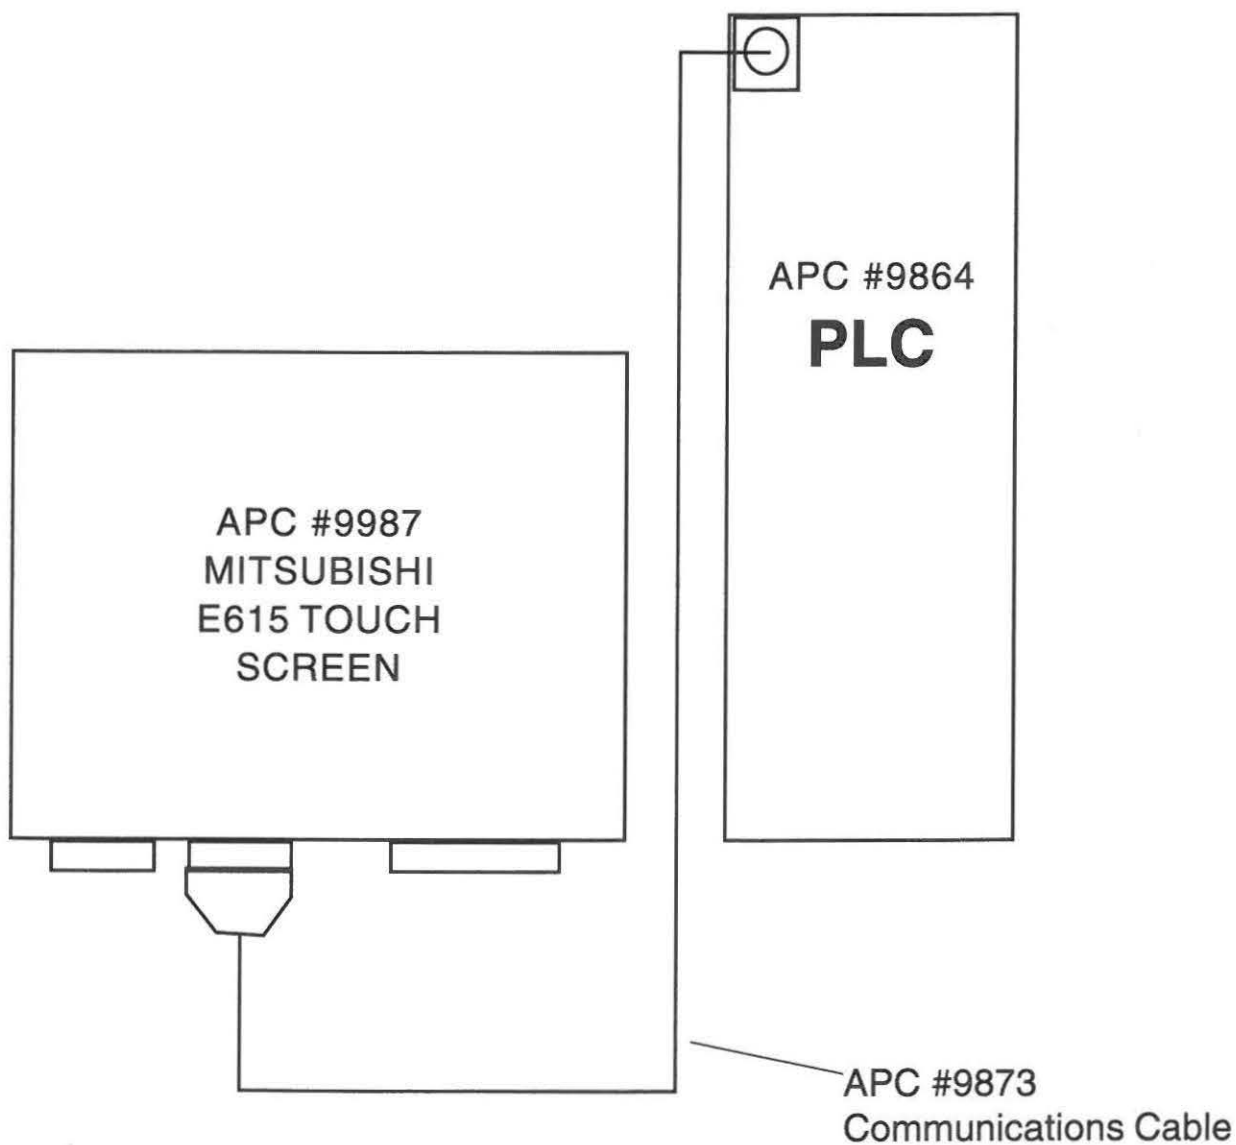 APC #9864
PLC
APC #9987
MITSUBISHI
E615 TOUCH
SCREEN
APC #9873
Communications Cable